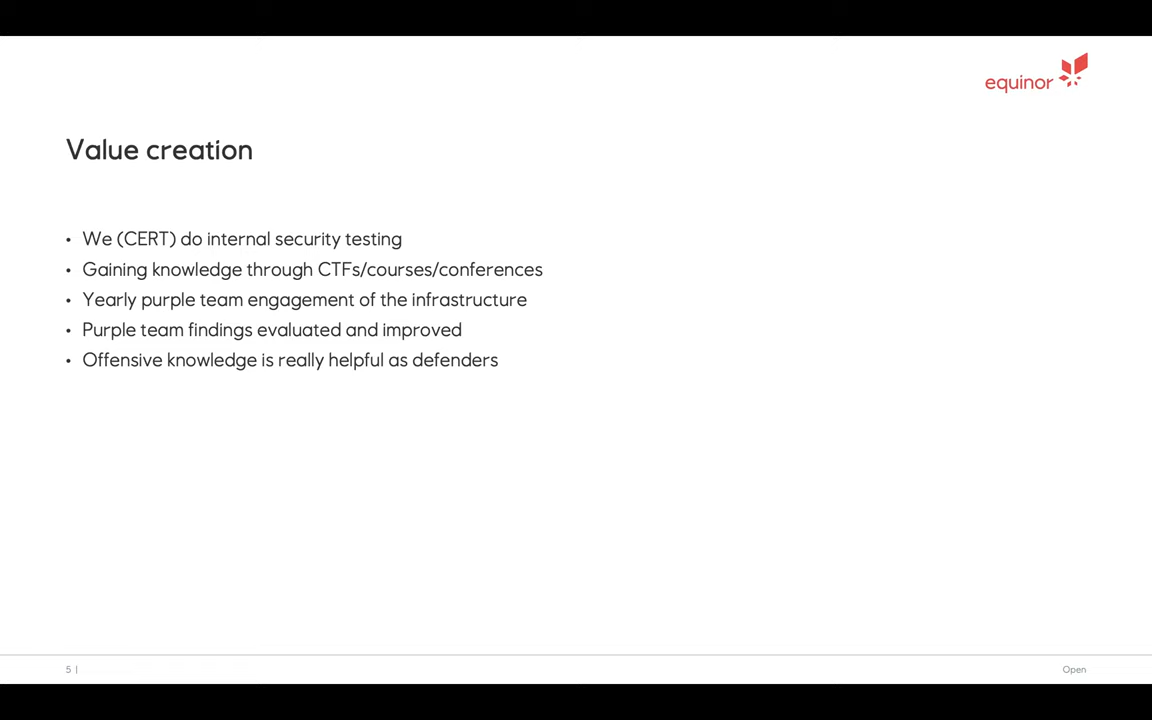 equinor
Value creation
• We (CERT) do internal security testing
• Gaining knowledge through CTFs/courses/conferences
• Yearly purple team engagement of the infrastructure
• Purple team findings evaluated and improved
• Offensive knowledge is really helpful as defenders
5 |
Open